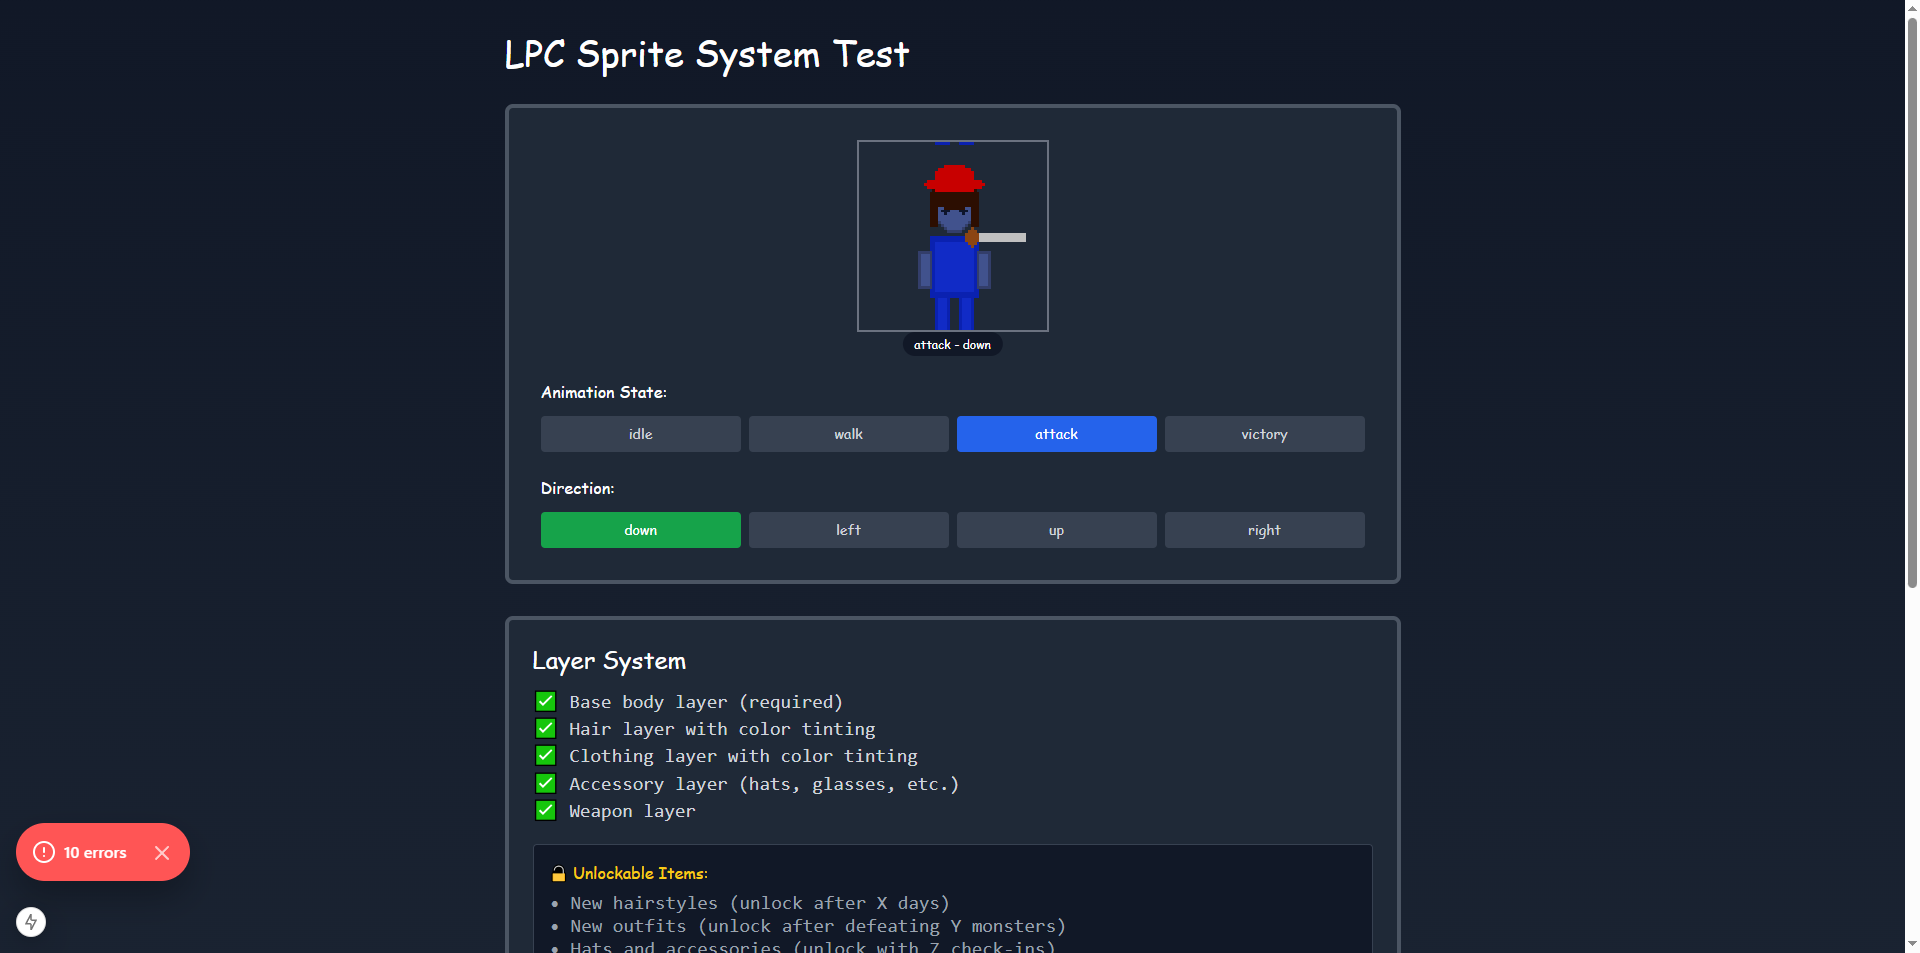 LPC Sprite System Test
attack - down
Animation State:
idle
walk
attack
victory
Direction:
down
left
up
right
Layer System
✅ Base body layer (required)
✅ Hair layer with color tinting
✅ Clothing layer with color tinting
✅ Accessory layer (hats, glasses, etc.)
✅ Weapon layer
🔓 Unlockable Items:
• New hairstyles (unlock after X days)
• New outfits (unlock after defeating Y monsters)
• Hats and accessories (unlock with Z check-ins)
10 errors